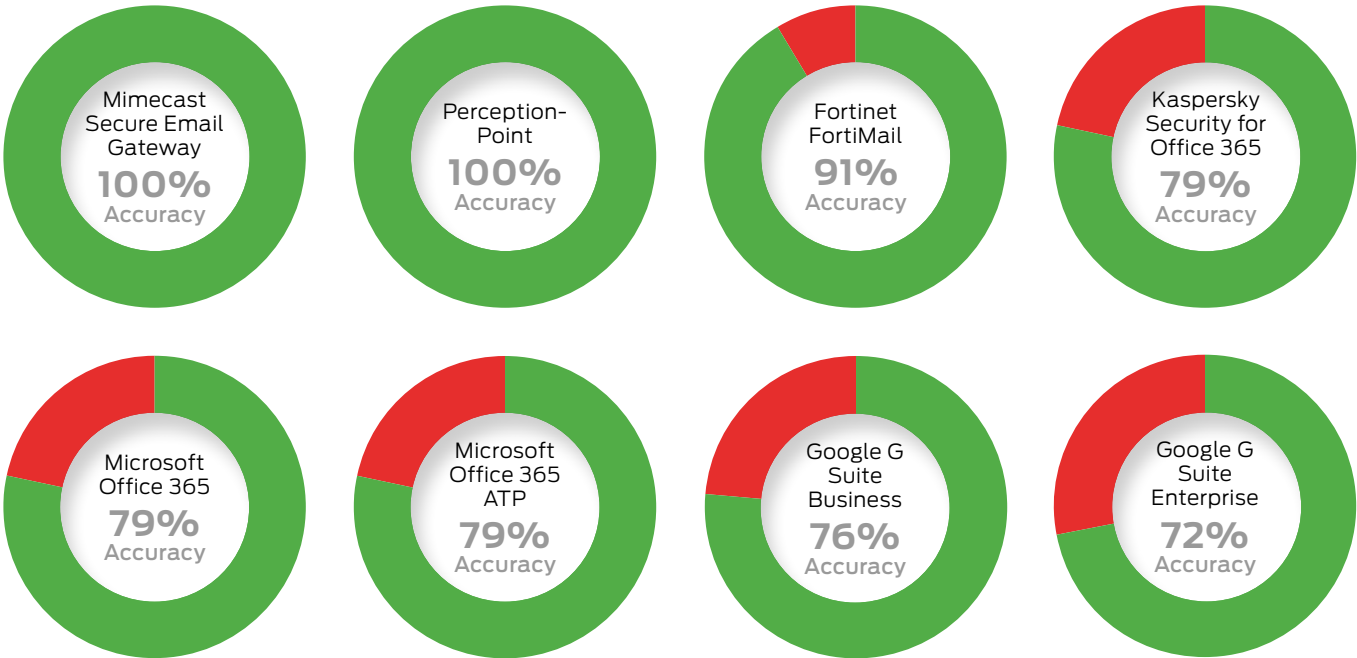 Mimecast
Secure Email
Gateway
100%
Accuracy
Perception-
Point
100%
Accuracy
Fortinet
FortiMail
91%
Accuracy
Kaspersky
Security for
Office 365
79%
Accuracy
Microsoft
Office 365
79%
Accuracy
Microsoft
Office 365
ATP
79%
Accuracy
Google G
Suite
Business
76%
Accuracy
Google G
Suite
Enterprise
72%
Accuracy